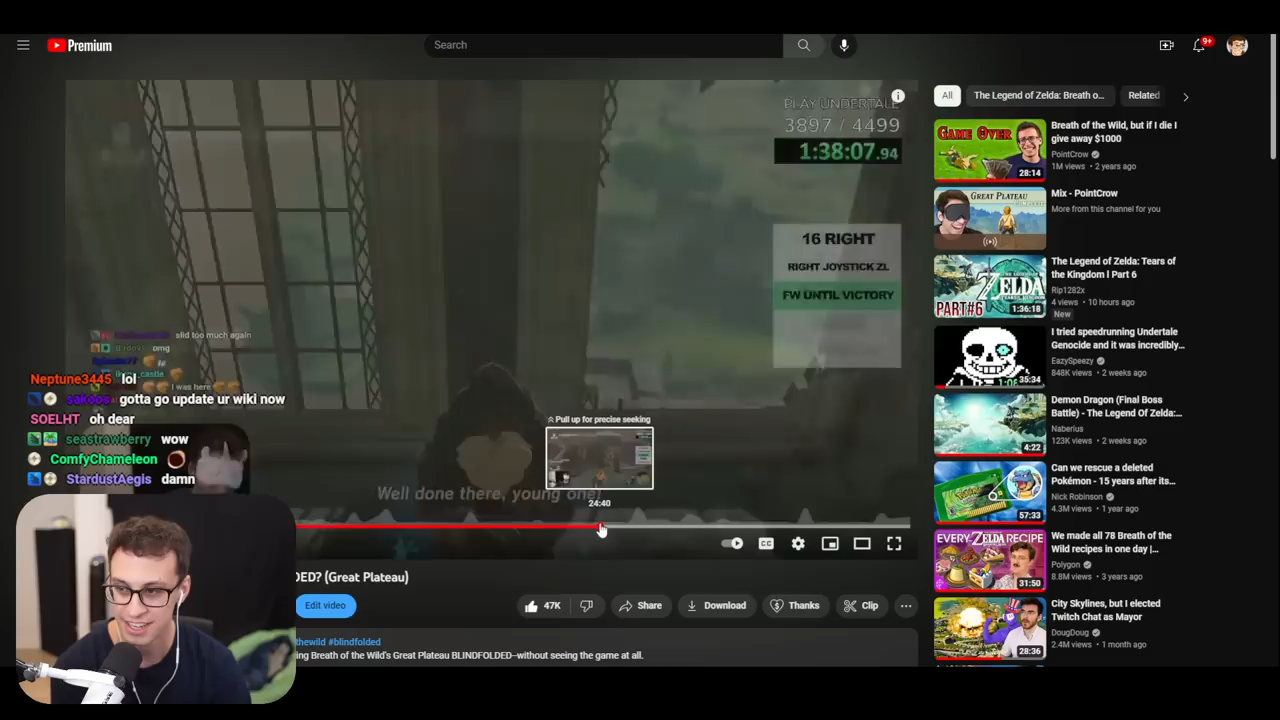 Premium
Search
9+
PLAY UNDERTALE
3897 / 4499
1:38:07.94
16 RIGHT
RIGHT JOYSTICK ZL
FW UNTIL VICTORY
slid too much again
omg
I was here
Neptune3445 lol
sakoos gotta go update ur wiki now
SOELHT oh dear
seastrawberry wow
ComfyChameleon
StardustAegis damn
Pull up for precise seeking
Well done there, young one!
24:40
CC
DED? (Great Plateau)
Edit video
47K
Share
Download
Thanks
Clip
thewild #blindfolded
ing Breath of the Wild's Great Plateau BLINDFOLDED–without seeing the game at all.
All
The Legend of Zelda: Breath o...
Related
GAME OVER
28:14
Breath of the Wild, but if I die I
give away $1000
PointCrow
1M views • 2 years ago
GREAT PLATEAU
Mix - PointCrow
More from this channel for you
ZELDA
PART#6
1:36:18
The Legend of Zelda: Tears of
the Kingdom I Part 6
Rip1282x
4 views • 10 hours ago
New
35:34
I tried speedrunning Undertale
Genocide and it was incredibly...
EazySpeezy
848K views • 2 weeks ago
4:22
Demon Dragon (Final Boss
Battle) - The Legend Of Zelda:...
Naberius
123K views • 2 weeks ago
57:33
Can we rescue a deleted
Pokémon - 15 years after its...
Nick Robinson
4.3M views • 1 year ago
EVERY ZELDA RECIPE
31:50
We made all 78 Breath of the
Wild recipes in one day |...
Polygon
8.8M views • 3 years ago
28:36
City Skylines, but I elected
Twitch Chat as Mayor
DougDoug
2.4M views • 1 month ago